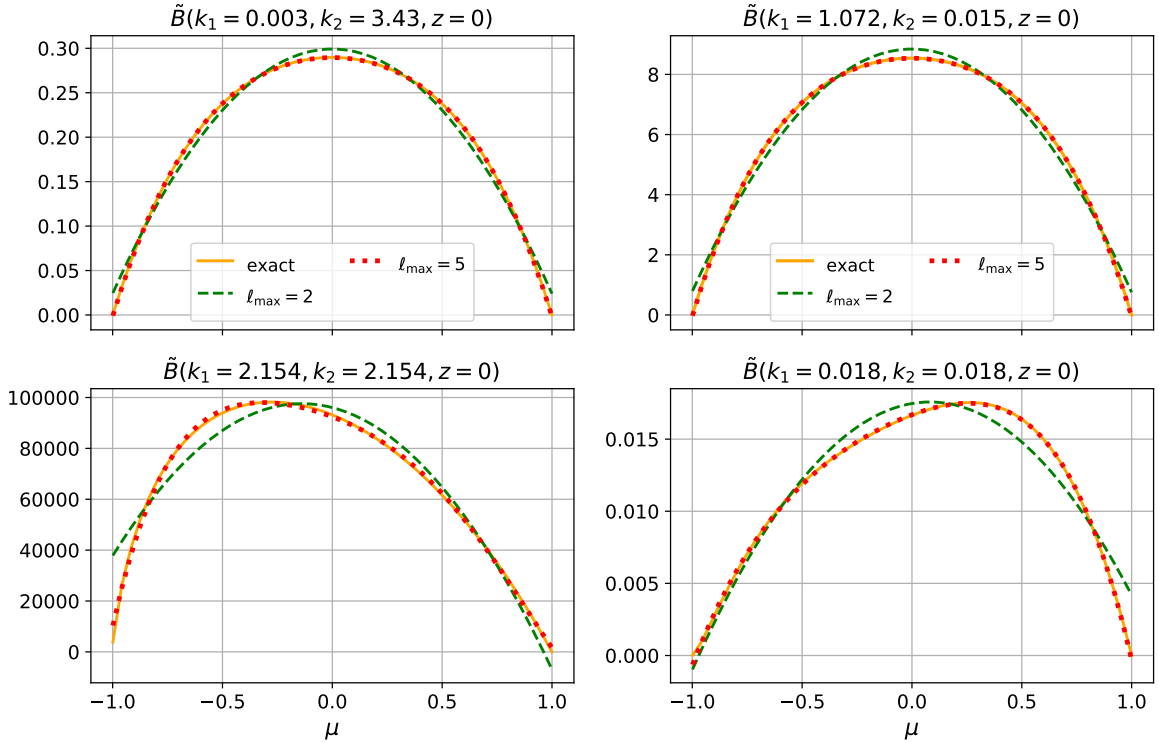 B̃(k₁ = 0.003, k₂ = 3.43, z = 0)
0.30
0.25
0.20
0.15
0.10
0.05
0.00
exact
ℓmax = 2
ℓmax = 5
B̃(k₁ = 1.072, k₂ = 0.015, z = 0)
8
6
4
2
0
exact
ℓmax = 2
ℓmax = 5
B̃(k₁ = 2.154, k₂ = 2.154, z = 0)
100000
80000
60000
40000
20000
0
−1.0 −0.5 0.0 0.5 1.0
μ
B̃(k₁ = 0.018, k₂ = 0.018, z = 0)
0.015
0.010
0.005
0.000
−1.0 −0.5 0.0 0.5 1.0
μ